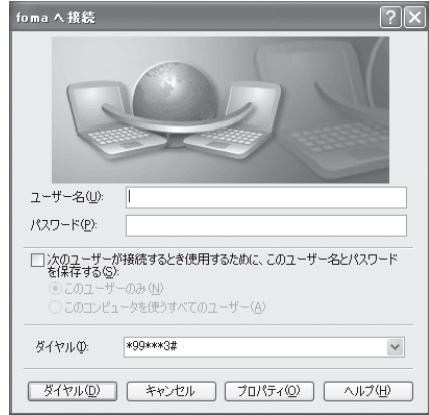 foma へ接続
ユーザー名(U):
パスワード(P):
次のユーザーが接続するとき使用するために、このユーザー名とパスワード
を保存する(S):
このユーザーのみ(N)
このコンピュータを使うすべてのユーザー(A)
ダイヤル(I): *99***3#
ダイヤル(D) キャンセル プロパティ(O) ヘルプ(H)